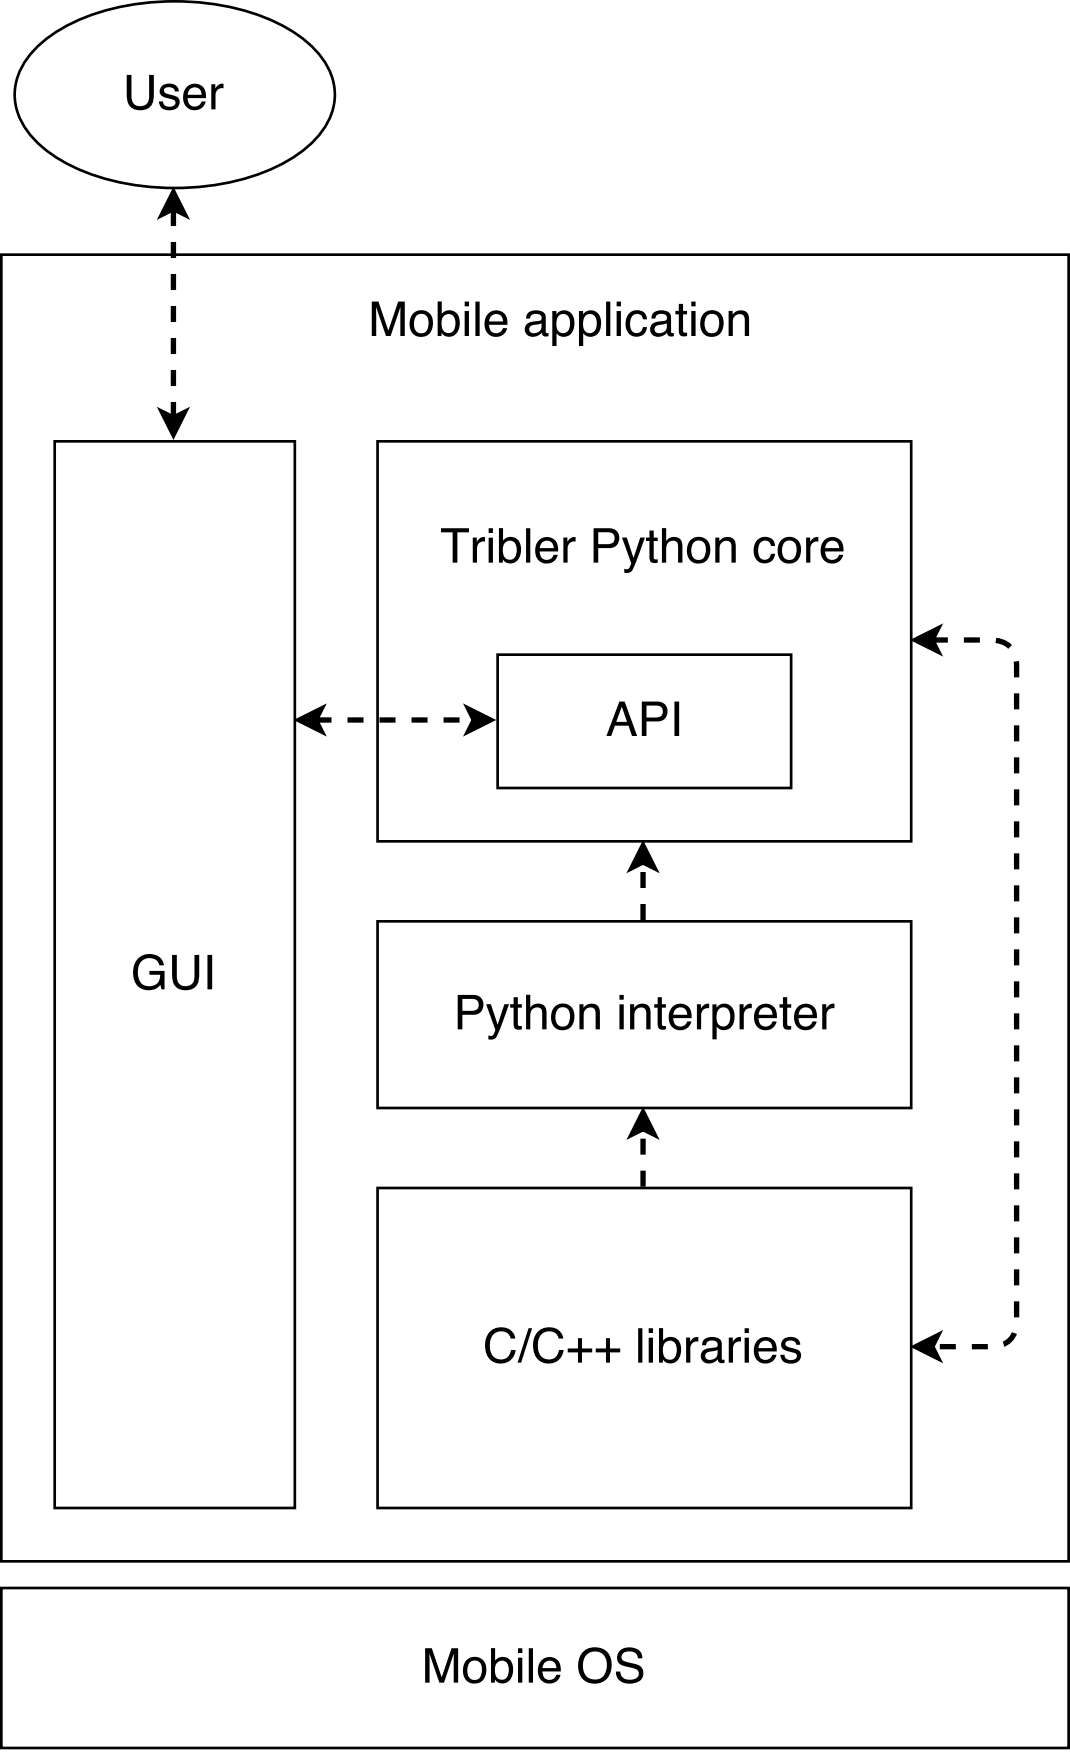 User
Mobile application
Tribler Python core
API
GUI
Python interpreter
C/C++ libraries
Mobile OS